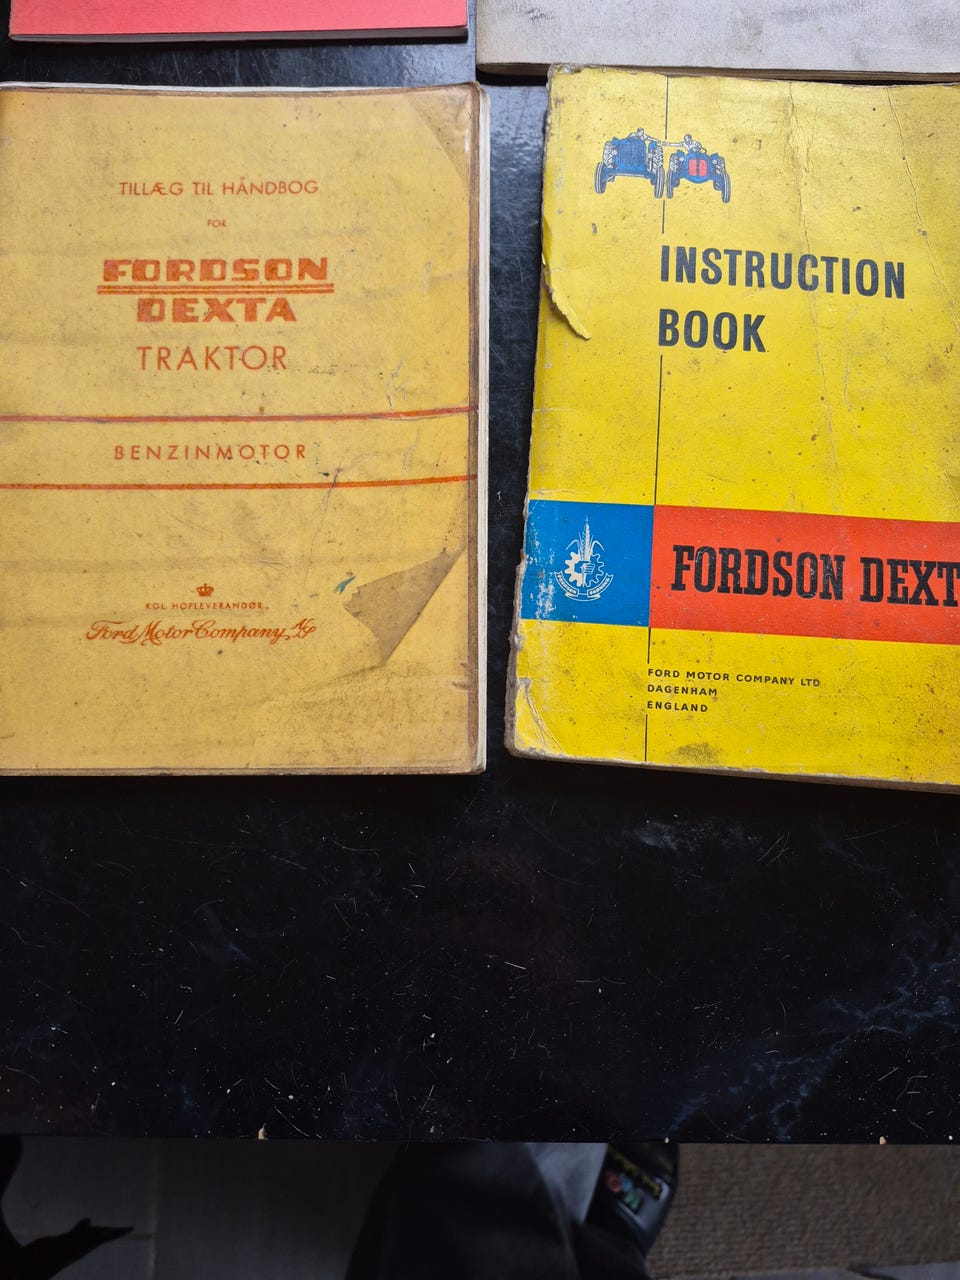 TILLÆG TIL HÅNDBOG
FOR
FORDSON
DEXTA
TRAKTOR
BENZINMOTOR
KGL. HOFLEVERANDØR,
Ford Motor Company A/S
INSTRUCTION
BOOK
FORDSON DEXT
FORD MOTOR COMPANY LTD
DAGENHAM
ENGLAND